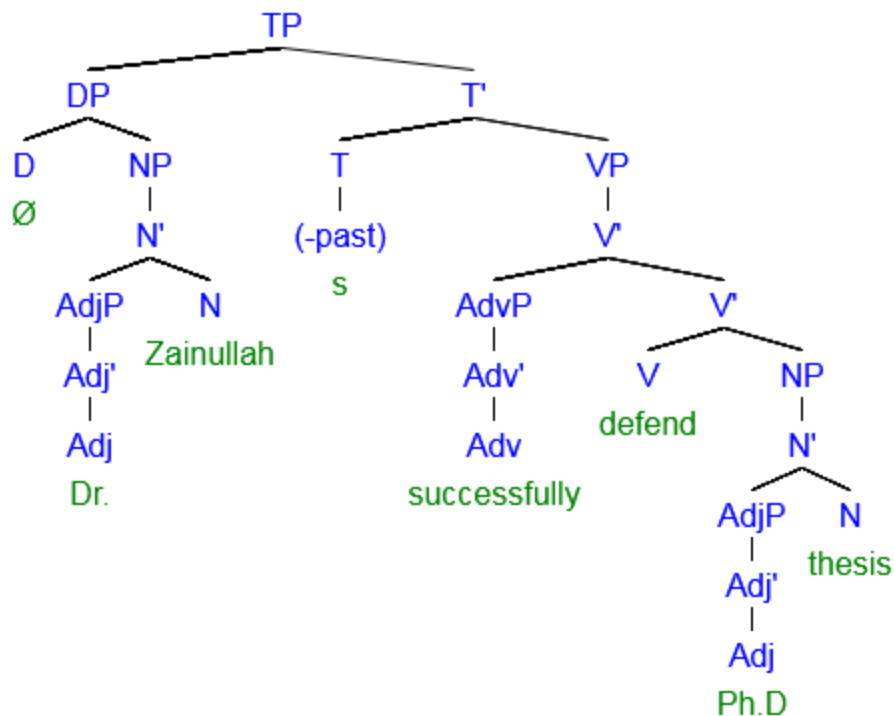 TP
DP T'
D NP T VP
Ø
N' (-past) V'
s
AdjP N AdvP V'
Zainullah
Adj' Adv' V NP
defend
Adj Adv N'
Dr. successfully
AdjP N
thesis
Adj'
Adj
Ph.D